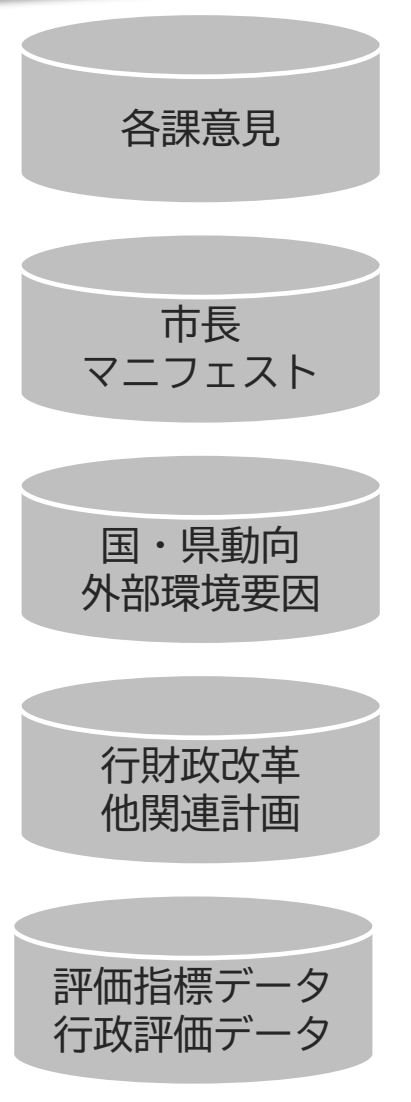 各課意見
市長
マニフェスト
国・県動向
外部環境要因
行財政改革
他関連計画
評価指標データ
行政評価データ